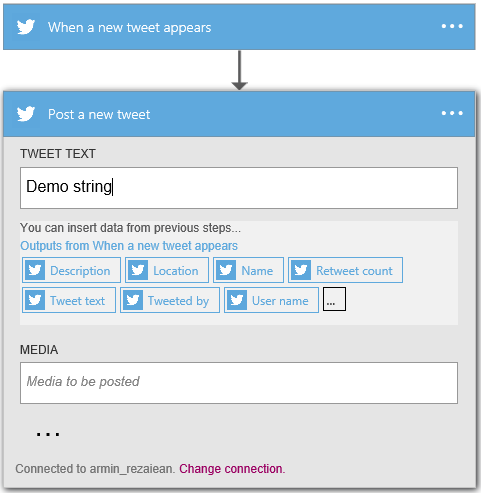 When a new tweet appears
...
Post a new tweet
...
TWEET TEXT
Demo string
You can insert data from previous steps...
Outputs from When a new tweet appears
Description Location Name Retweet count
Tweet text Tweeted by User name ...
MEDIA
Media to be posted
...
Connected to armin_rezaiean. Change connection.